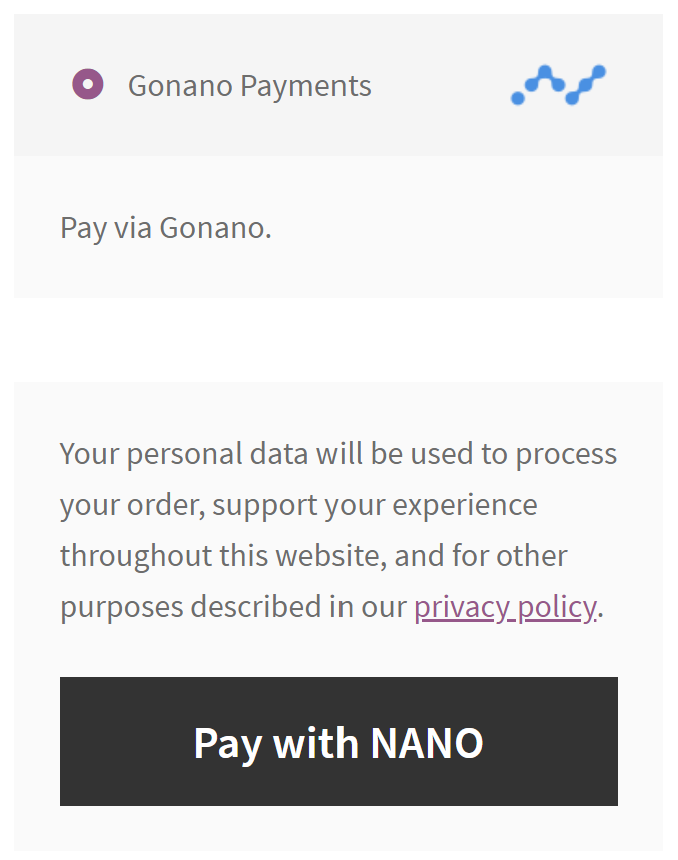 Gonano Payments
Pay via Gonano.
Your personal data will be used to process
your order, support your experience
throughout this website, and for other
purposes described in our privacy policy.
Pay with NANO